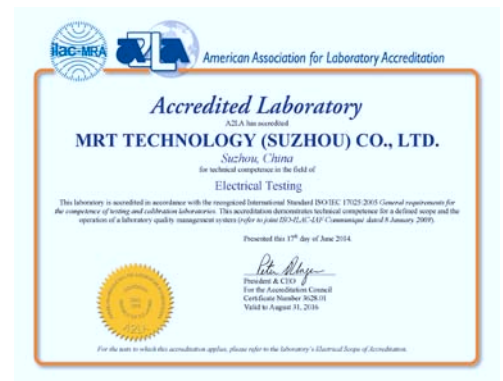 ilac-MRA
A2LA
American Association for Laboratory Accreditation
Accredited Laboratory
A2LA has accredited
MRT TECHNOLOGY (SUZHOU) CO., LTD.
Suzhou, China
for technical competence in the field of
Electrical Testing
This laboratory is accredited in accordance with the recognized International Standard ISO/IEC 17025:2005 General requirements for
the competence of testing and calibration laboratories. This accreditation demonstrates technical competence for a defined scope and the
operation of a laboratory quality management system (refer to joint ISO-ILAC-IAF Communiqué dated 8 January 2009).
Presented this 17th day of June 2014.
President & CEO
For the Accreditation Council
Certificate Number 3628.01
Valid to August 31, 2016
A2LA
For the tests to which this accreditation applies, please refer to the laboratory's Electrical Scope of Accreditation.